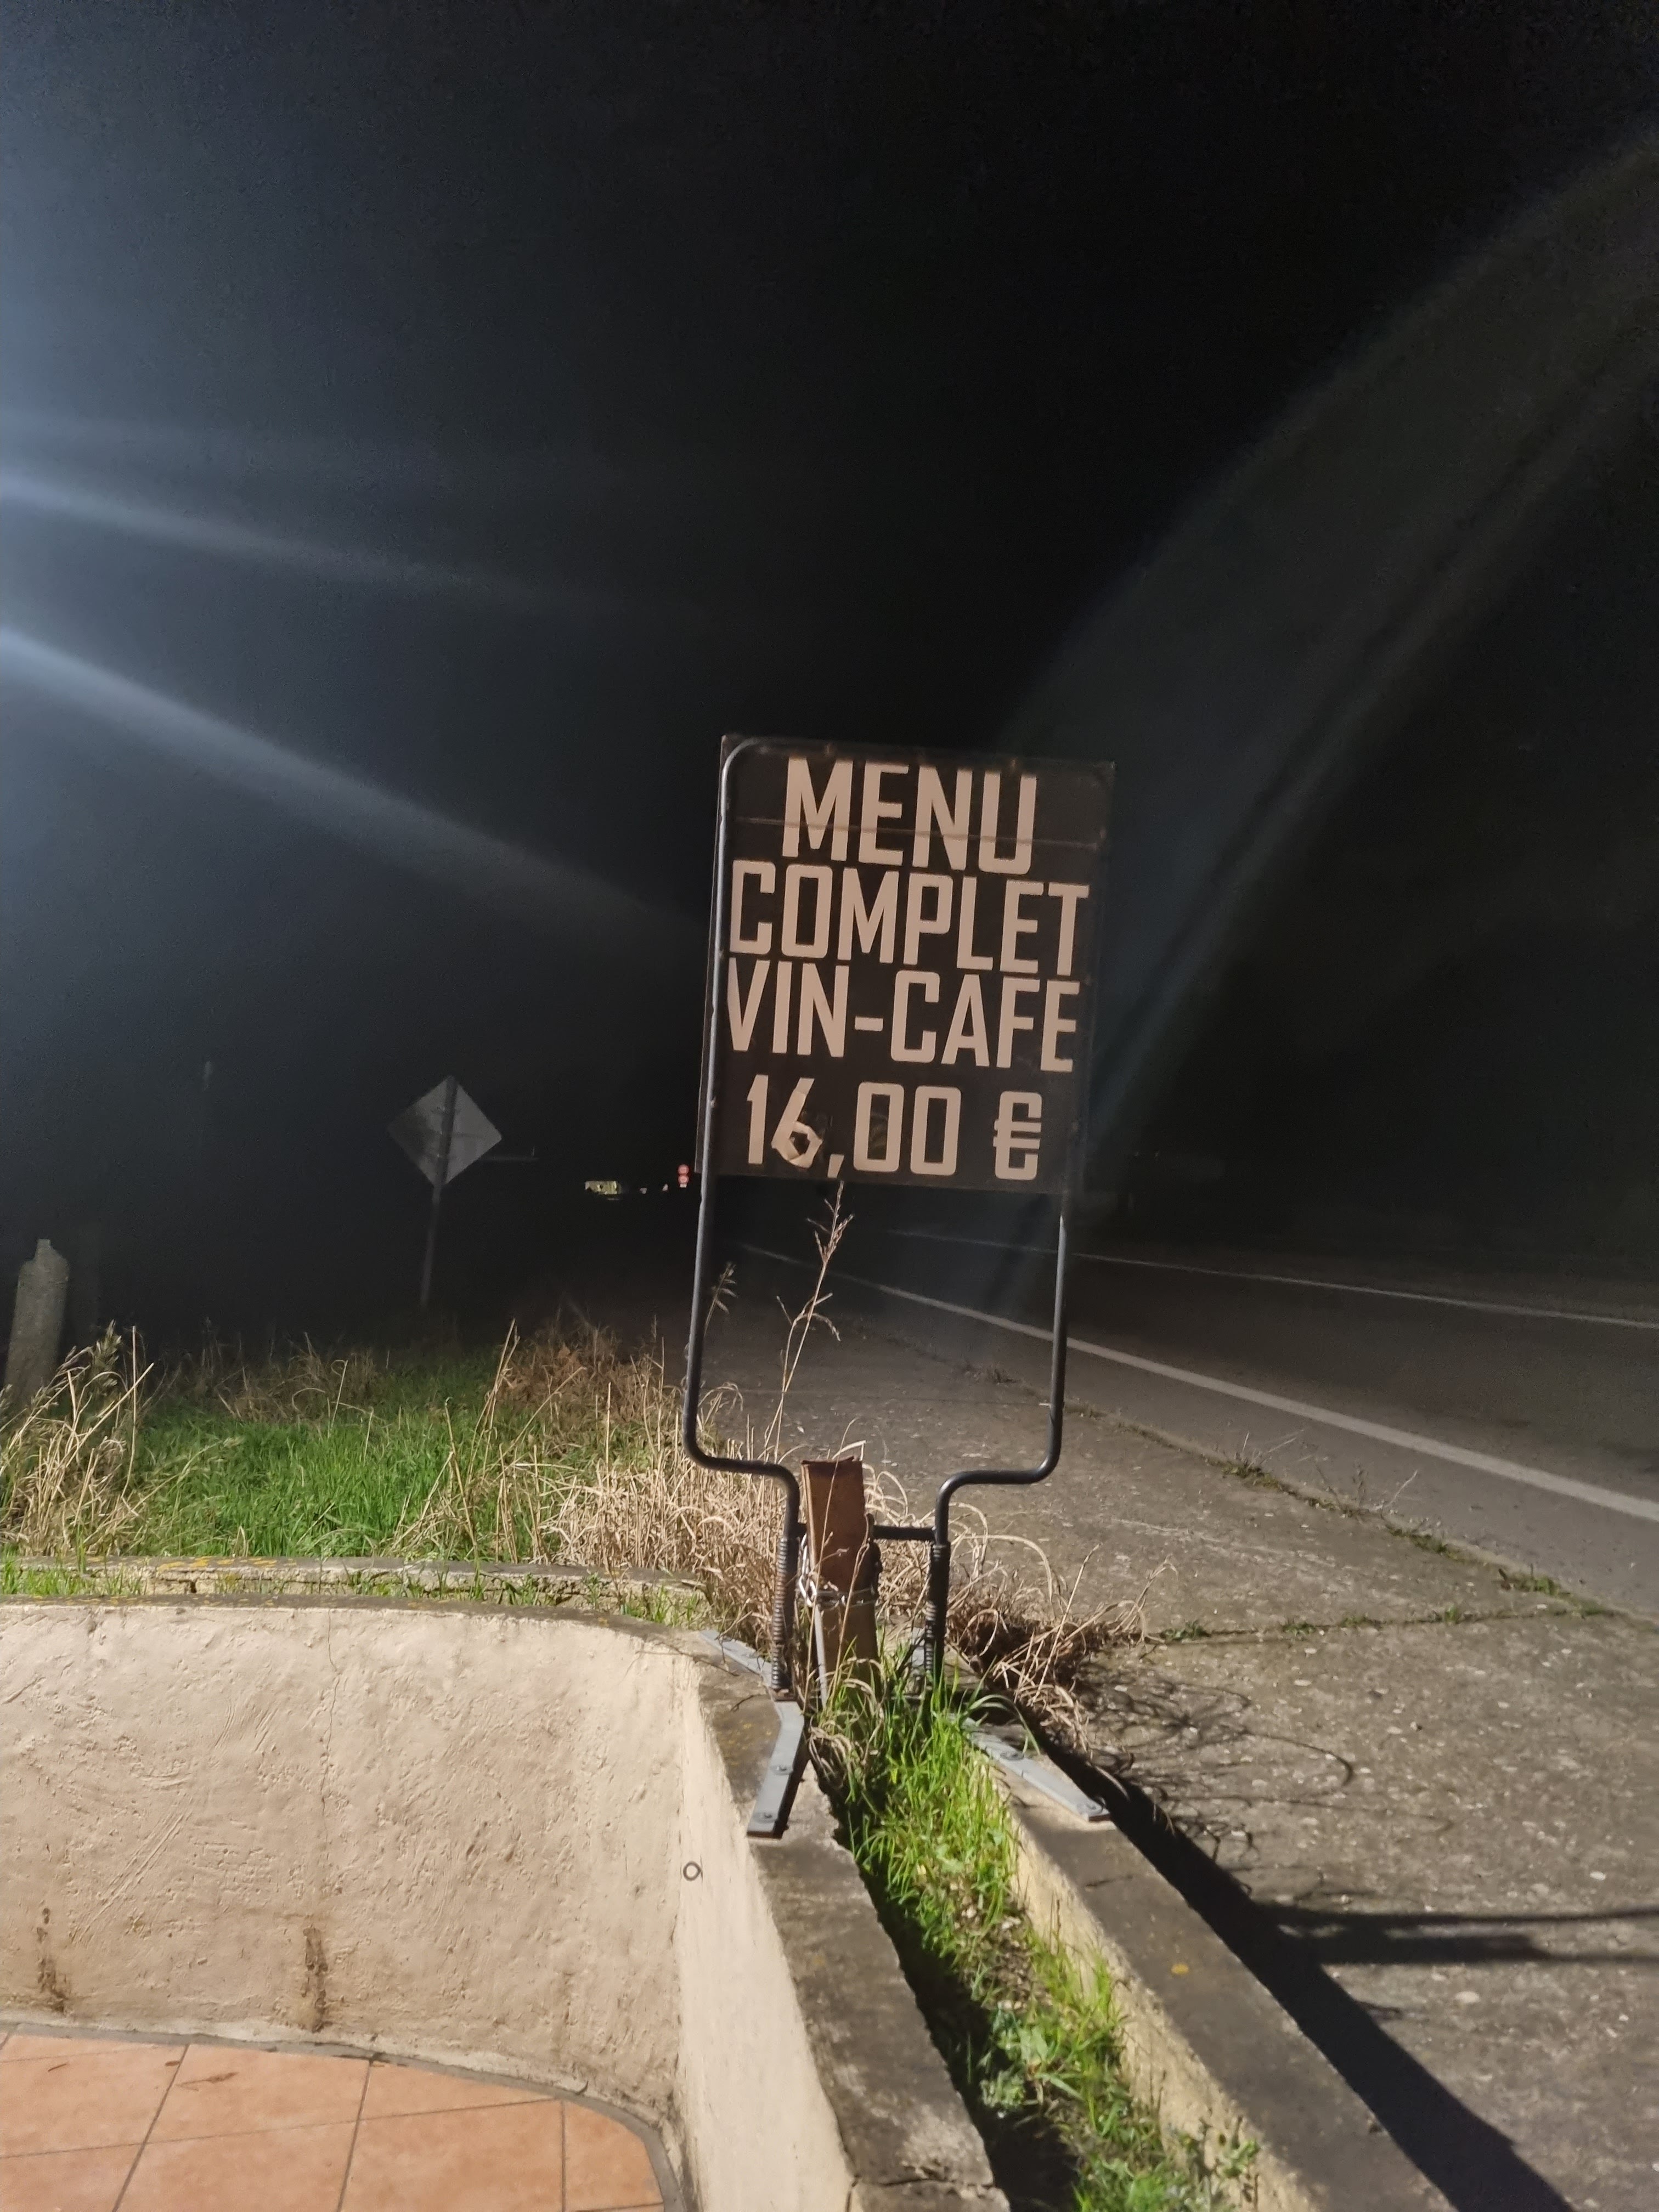 MENU
COMPLET
VIN-CAFE
16,00 €